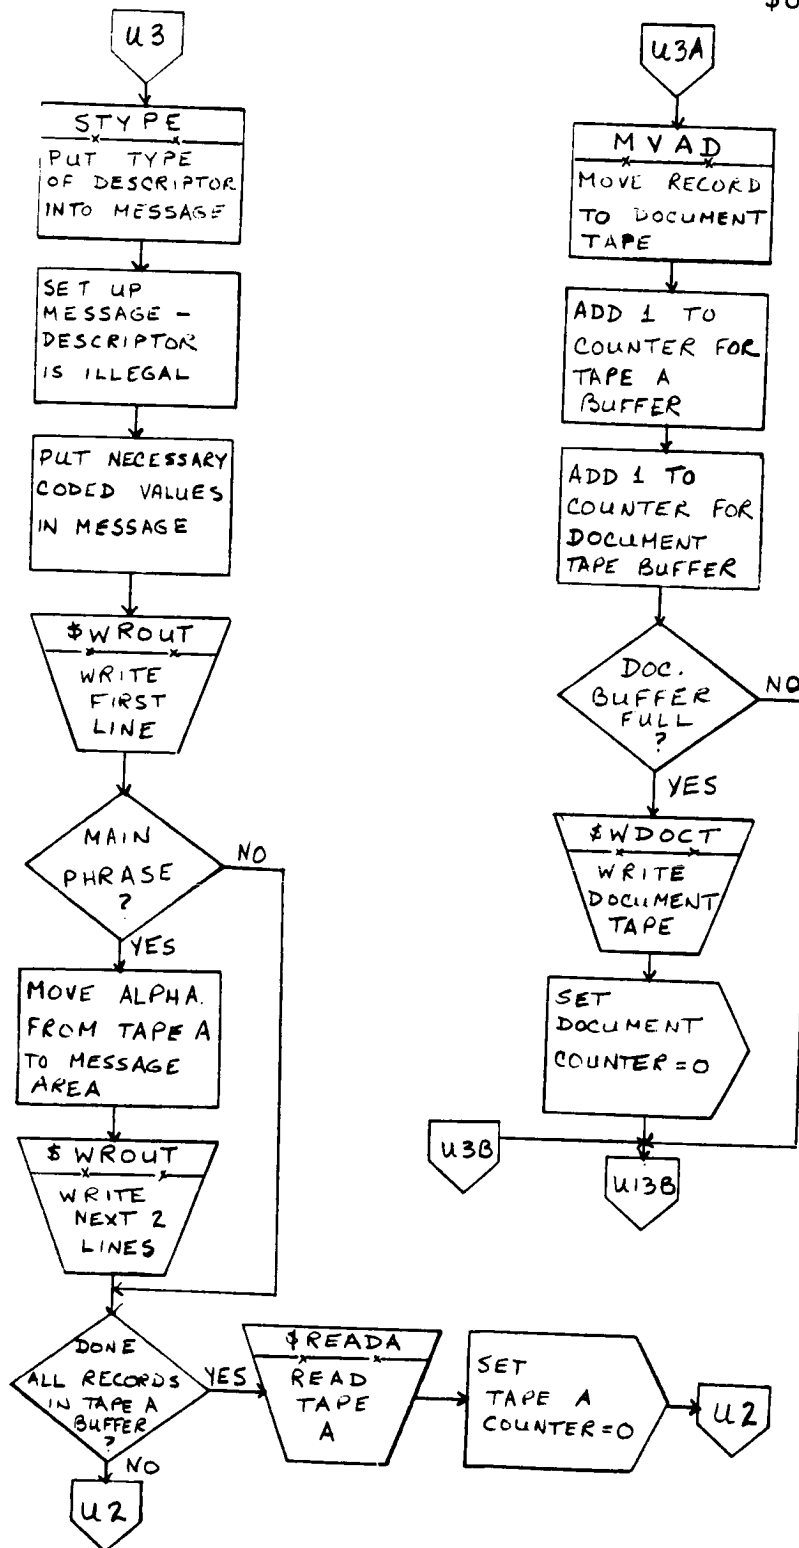 U3
STYPE
PUT TYPE
OF DESCRIPTOR
INTO MESSAGE
SET UP
MESSAGE -
DESCRIPTOR
IS ILLEGAL
PUT NECESSARY
CODED VALUES
IN MESSAGE
$WROUT
WRITE
FIRST
LINE
MAIN
PHRASE
?
NO
YES
MOVE ALPHA.
FROM TAPE A
TO MESSAGE
AREA
$WROUT
WRITE
NEXT 2
LINES
DONE
ALL RECORDS
IN TAPE A
BUFFER
?
YES
NO
U2
$READA
READ
TAPE
A
SET
TAPE A
COUNTER=0
U2
U3A
MVAD
MOVE RECORD
TO DOCUMENT
TAPE
ADD 1 TO
COUNTER FOR
TAPE A
BUFFER
ADD 1 TO
COUNTER FOR
DOCUMENT
TAPE BUFFER
DOC.
BUFFER
FULL
?
NO
YES
$WDOCT
WRITE
DOCUMENT
TAPE
SET
DOCUMENT
COUNTER=0
U3B
U13B